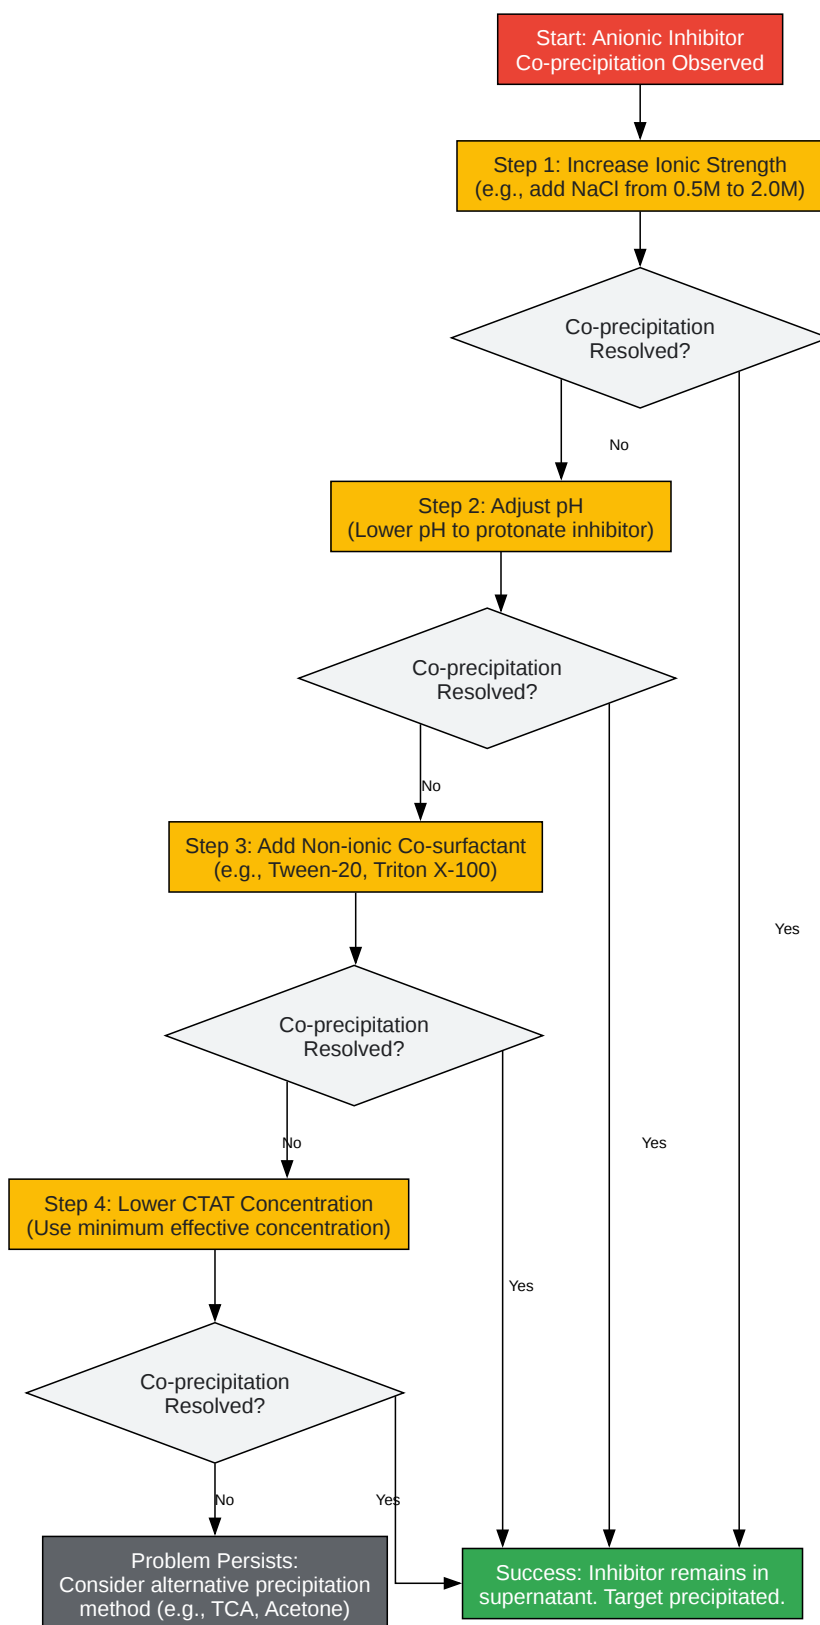 Start: Anionic Inhibitor
Co-precipitation Observed
Step 1: Increase Ionic Strength
(e.g., add NaCl from 0.5M to 2.0M)
Co-precipitation
Resolved?
No
Step 2: Adjust pH
(Lower pH to protonate inhibitor)
Co-precipitation
Resolved?
No
Step 3: Add Non-ionic Co-surfactant
(e.g., Tween-20, Triton X-100)
Yes
Co-precipitation
Resolved?
No
Yes
Step 4: Lower CTAT Concentration
(Use minimum effective concentration)
Yes
Co-precipitation
Resolved?
No
Yes
Problem Persists:
Consider alternative precipitation
method (e.g., TCA, Acetone)
Success: Inhibitor remains in
supernatant. Target precipitated.